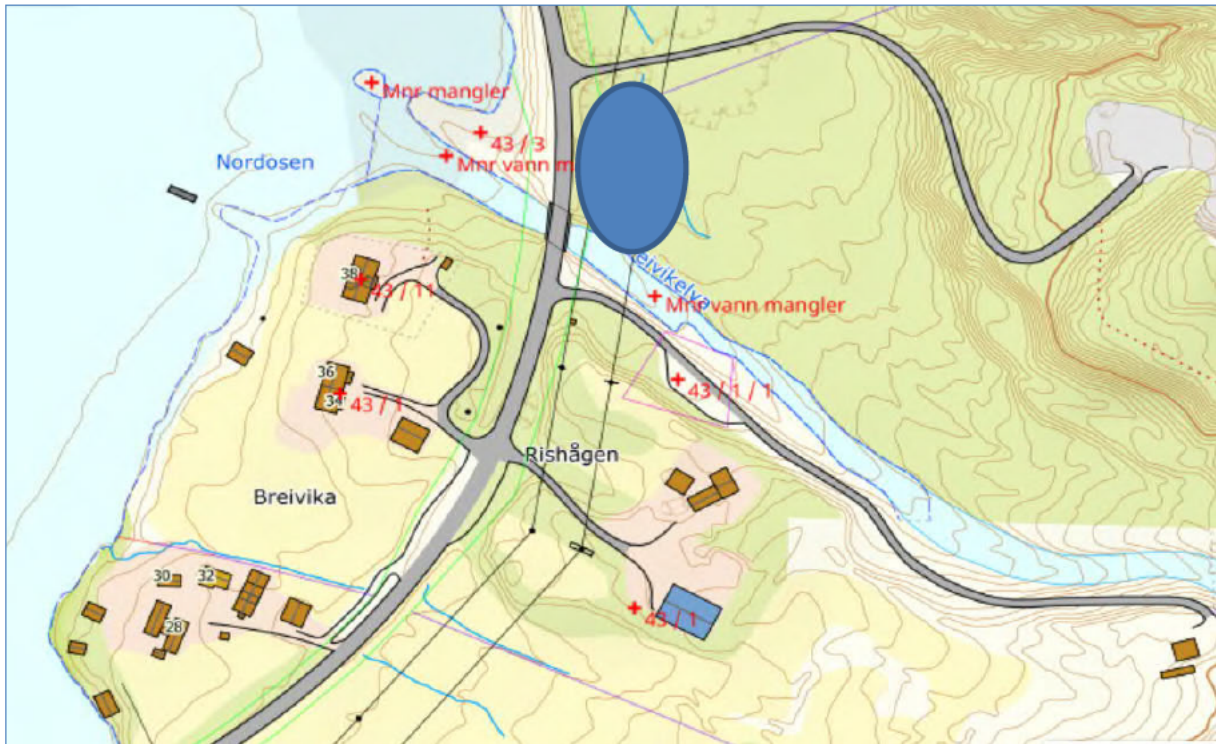 Mnr mangler
43 / 3
Nordosen
Mnr vann m
38
43 / 11
eivikelva
Mnr vann mangler
36
34
43 / 1
43 / 1 / 1
Rishågen
Breivika
30
32
28
43 / 1